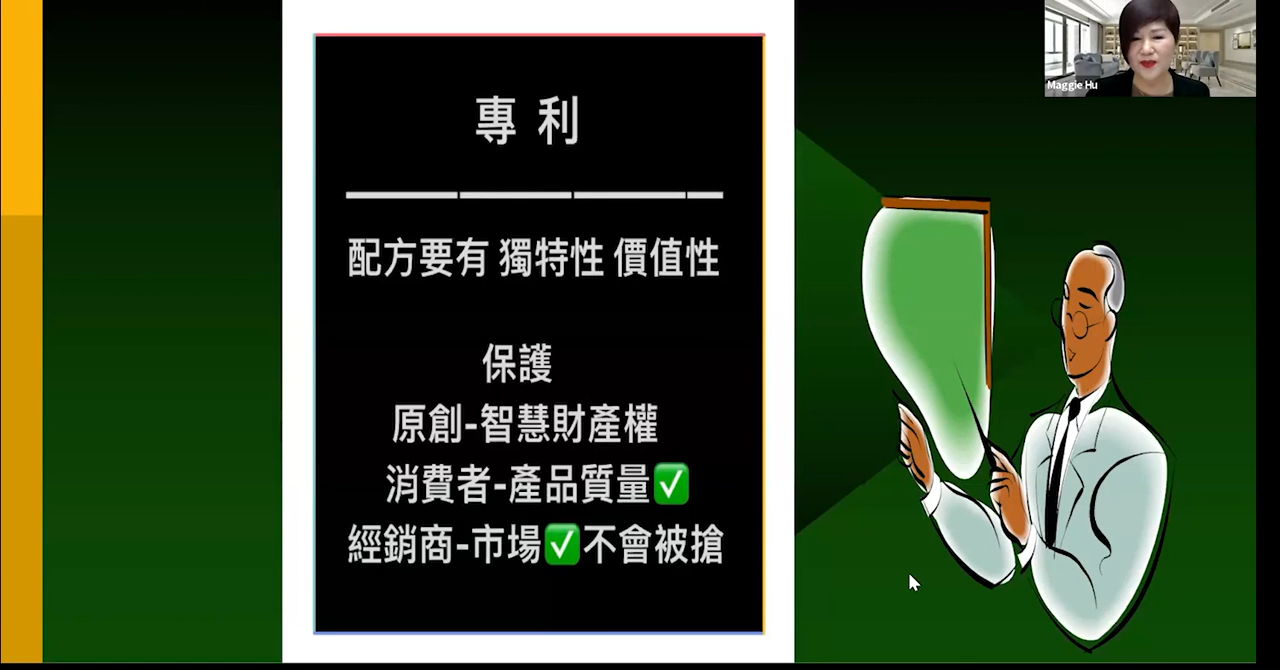 Maggie Hu
專 利
配方要有 獨特性 價值性
保護
原創-智慧財產權
消費者-產品質量✅
經銷商-市場✅不會被搶